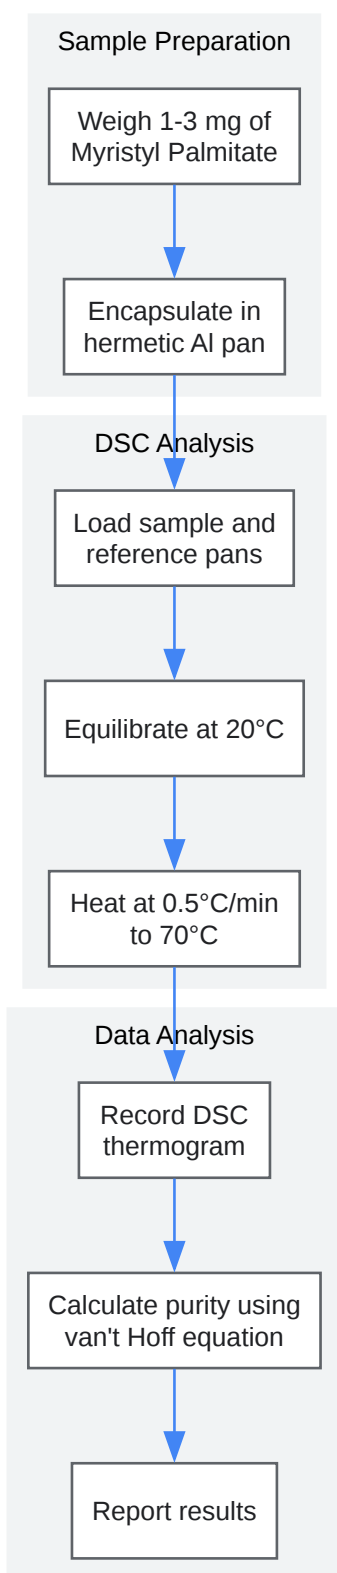 Sample Preparation
Weigh 1-3 mg of
Myristyl Palmitate
Encapsulate in
hermetic Al pan
DSC Analysis
Load sample and
reference pans
Equilibrate at 20°C
Heat at 0.5°C/min
to 70°C
Data Analysis
Record DSC
thermogram
Calculate purity using
van't Hoff equation
Report results